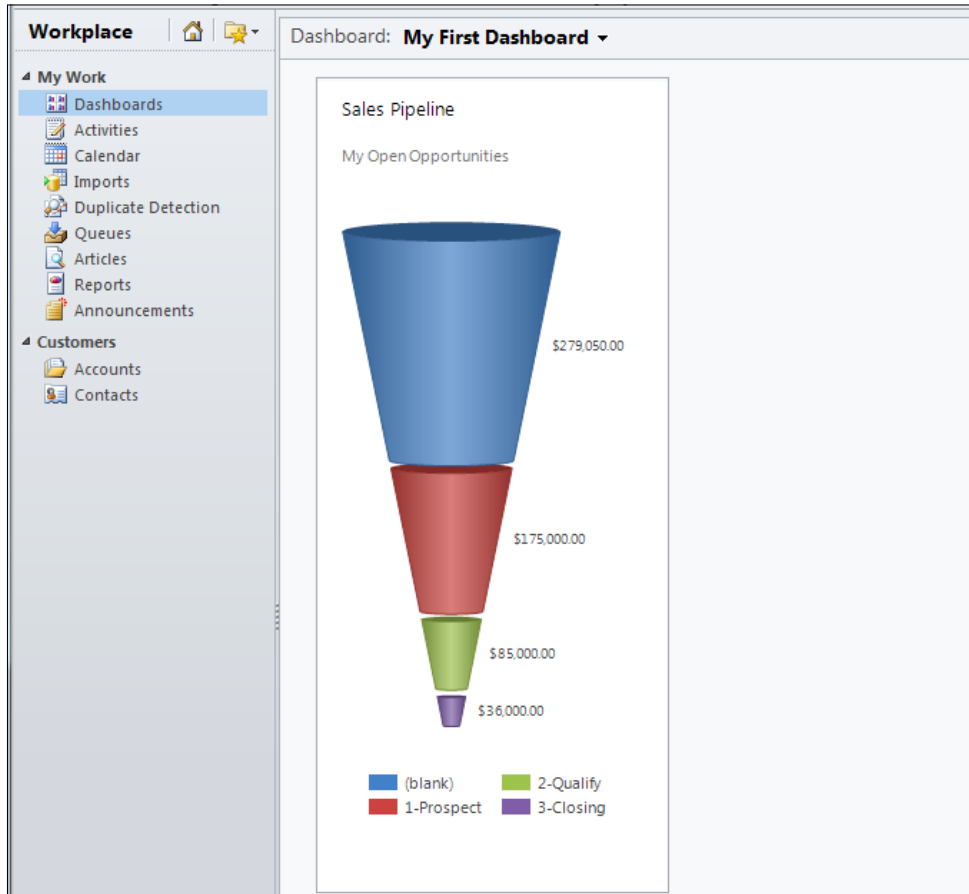 Workplace
My Work
Dashboards
Activities
Calendar
Imports
Duplicate Detection
Queues
Articles
Reports
Announcements
Customers
Accounts
Contacts
Dashboard: My First Dashboard
Sales Pipeline
My Open Opportunities
$279,050.00
$175,000.00
$85,000.00
$36,000.00
(blank) 2-Qualify
1-Prospect 3-Closing